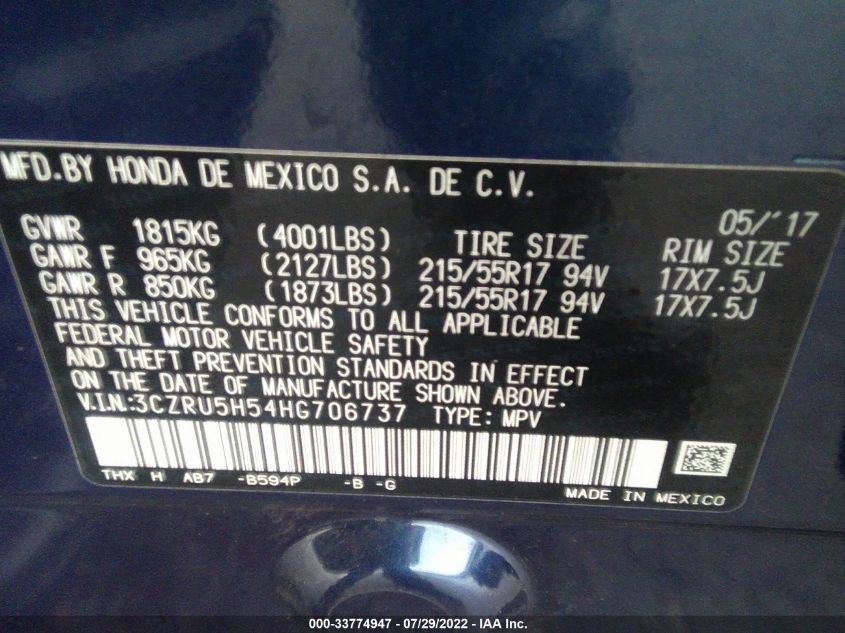 MFD.BY HONDA DE MEXICO S.A. DE C.V.
05/'17
GVWR 1815KG (4001LBS) TIRE SIZE RIM SIZE
GAWR F 965KG (2127LBS) 215/55R17 94V 17X7.5J
GAWR R 850KG (1873LBS) 215/55R17 94V 17X7.5J
THIS VEHICLE CONFORMS TO ALL APPLICABLE
FEDERAL MOTOR VEHICLE SAFETY
AND THEFT PREVENTION STANDARDS IN EFFECT
ON THE DATE OF MANUFACTURE SHOWN ABOVE.
V.I.N.:3CZRU5H54HG706737 TYPE: MPV
THX H AB7 -B594P -B -G
MADE IN MEXICO
000-33774947 - 07/29/2022 - IAA Inc.